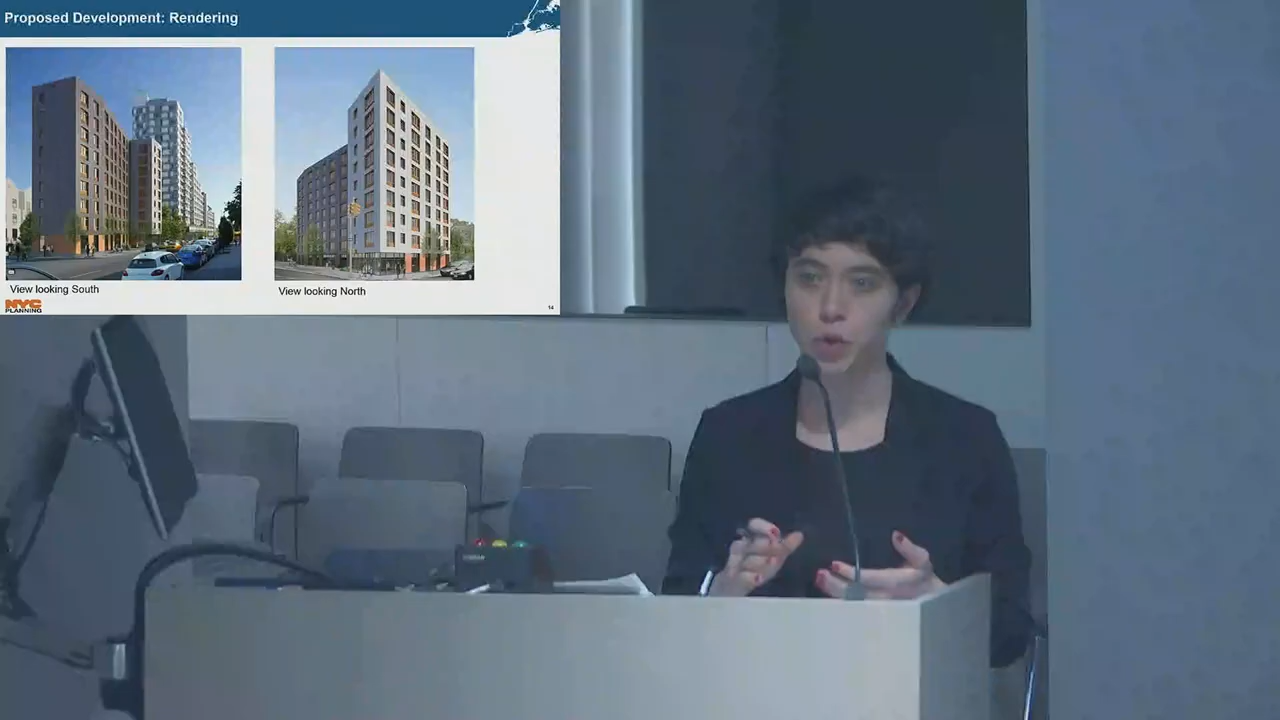 Proposed Development: Rendering
View looking South
View looking North
NYC
PLANNING
14